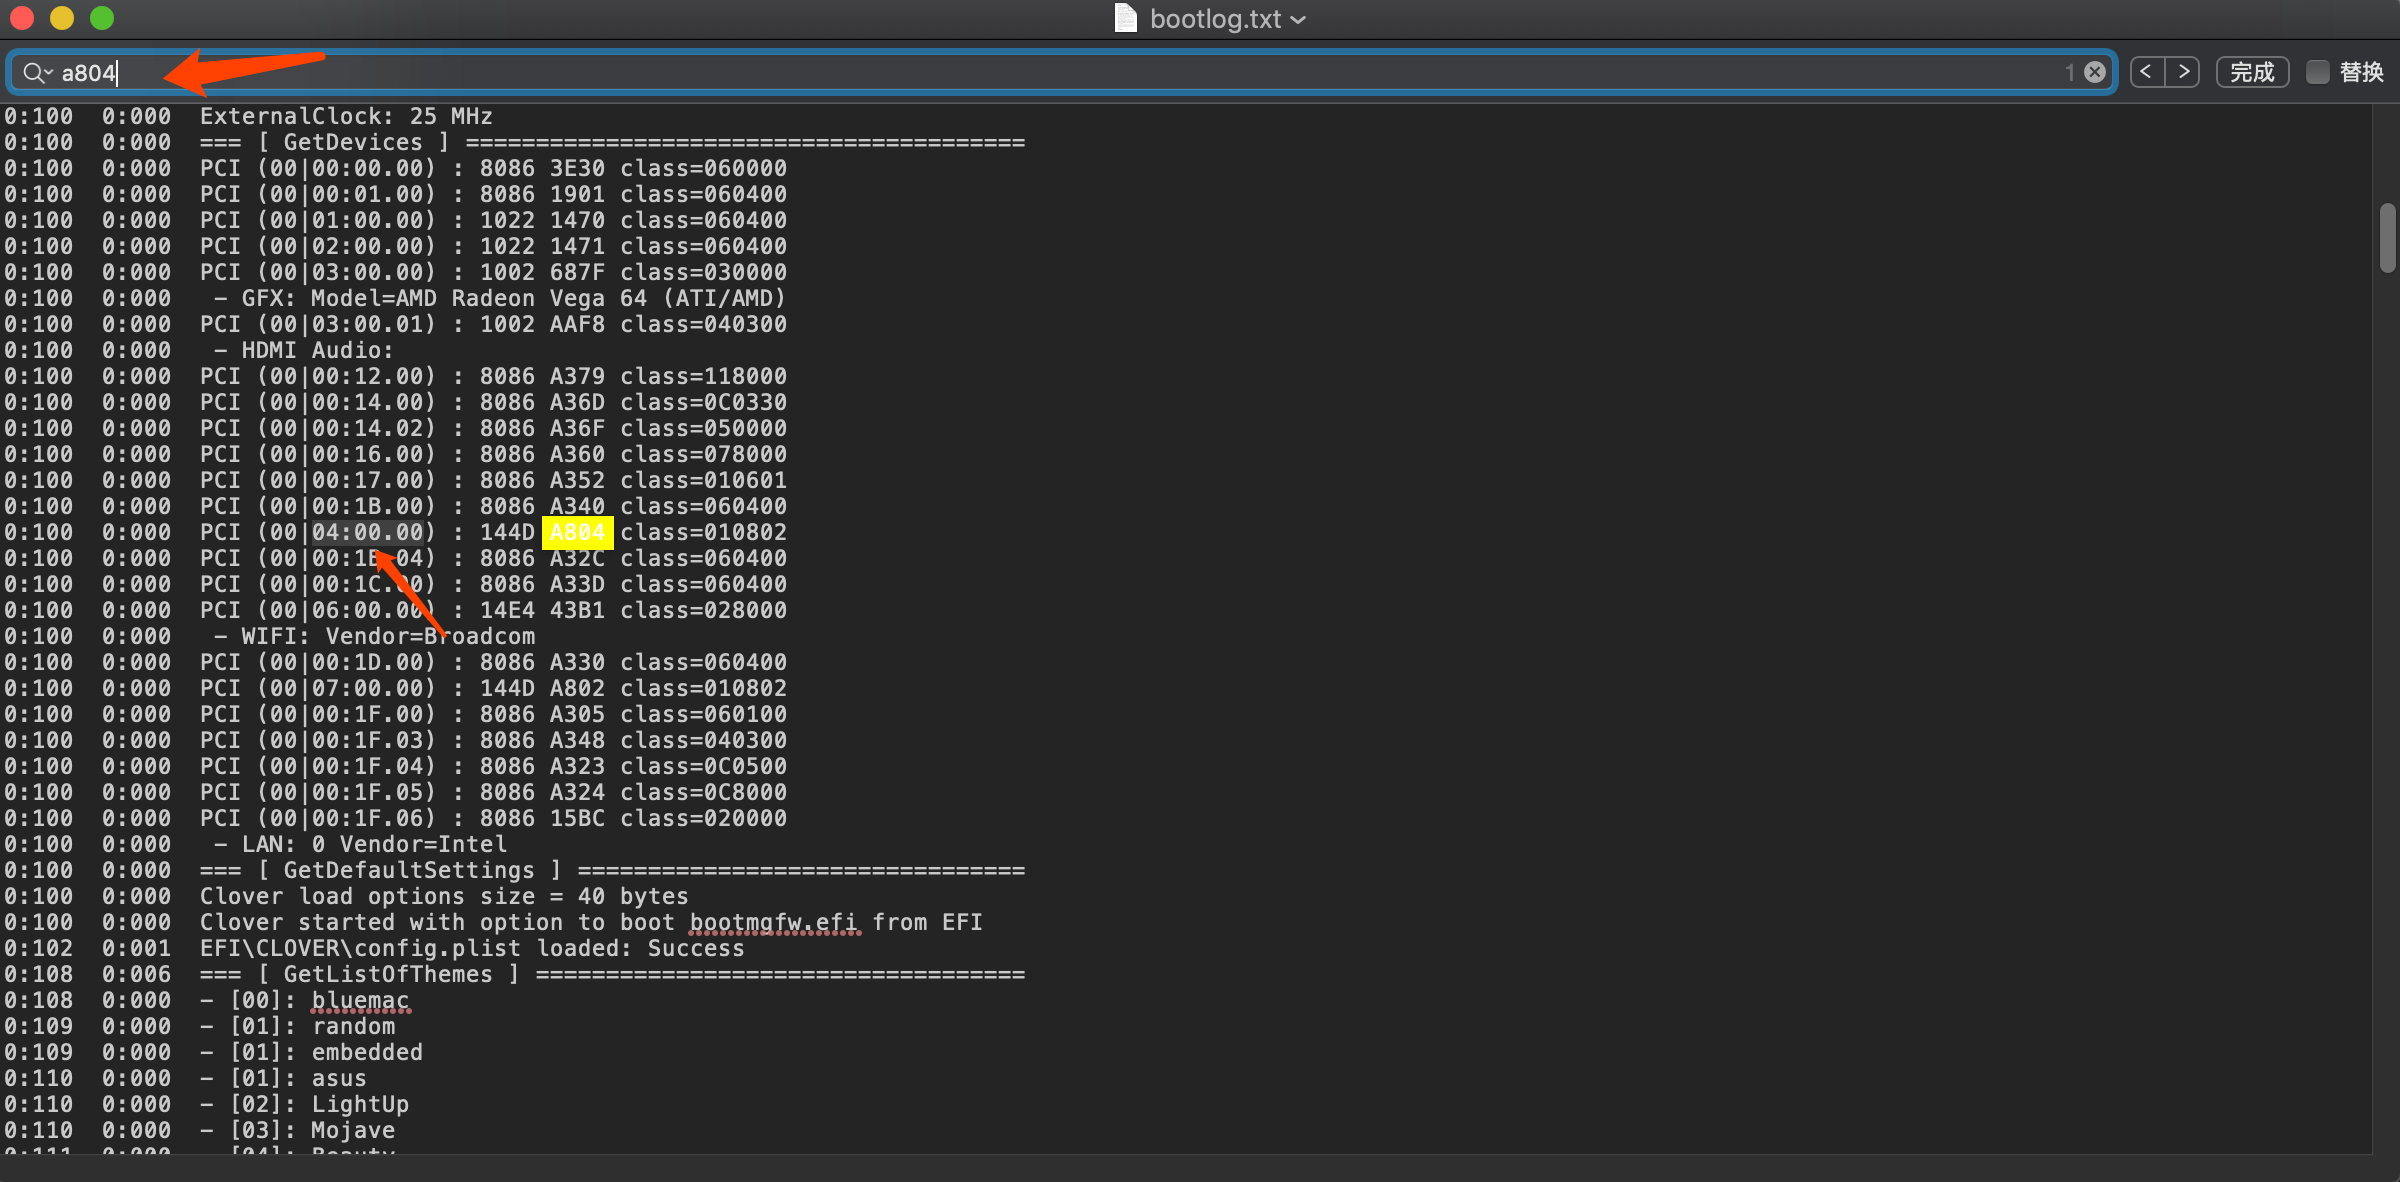 bootlog.txt
a804 1 < > 完成 替换
0:100 0:000 ExternalClock: 25 MHz
0:100 0:000 === [ GetDevices ] ========================================
0:100 0:000 PCI (00|00:00.00) : 8086 3E30 class=060000
0:100 0:000 PCI (00|00:01.00) : 8086 1901 class=060400
0:100 0:000 PCI (00|01:00.00) : 1022 1470 class=060400
0:100 0:000 PCI (00|02:00.00) : 1022 1471 class=060400
0:100 0:000 PCI (00|03:00.00) : 1002 687F class=030000
0:100 0:000 - GFX: Model=AMD Radeon Vega 64 (ATI/AMD)
0:100 0:000 PCI (00|03:00.01) : 1002 AAF8 class=040300
0:100 0:000 - HDMI Audio:
0:100 0:000 PCI (00|00:12.00) : 8086 A379 class=118000
0:100 0:000 PCI (00|00:14.00) : 8086 A36D class=0C0330
0:100 0:000 PCI (00|00:14.02) : 8086 A36F class=050000
0:100 0:000 PCI (00|00:16.00) : 8086 A360 class=078000
0:100 0:000 PCI (00|00:17.00) : 8086 A352 class=010601
0:100 0:000 PCI (00|00:1B.00) : 8086 A340 class=060400
0:100 0:000 PCI (00|04:00.00) : 144D A804 class=010802
0:100 0:000 PCI (00|00:1B.04) : 8086 A32C class=060400
0:100 0:000 PCI (00|00:1C.00) : 8086 A33D class=060400
0:100 0:000 PCI (00|06:00.00) : 14E4 43B1 class=028000
0:100 0:000 - WIFI: Vendor=Broadcom
0:100 0:000 PCI (00|00:1D.00) : 8086 A330 class=060400
0:100 0:000 PCI (00|07:00.00) : 144D A802 class=010802
0:100 0:000 PCI (00|00:1F.00) : 8086 A305 class=060100
0:100 0:000 PCI (00|00:1F.03) : 8086 A348 class=040300
0:100 0:000 PCI (00|00:1F.04) : 8086 A323 class=0C0500
0:100 0:000 PCI (00|00:1F.05) : 8086 A324 class=0C8000
0:100 0:000 PCI (00|00:1F.06) : 8086 15BC class=020000
0:100 0:000 - LAN: 0 Vendor=Intel
0:100 0:000 === [ GetDefaultSettings ] ================================
0:100 0:000 Clover load options size = 40 bytes
0:100 0:000 Clover started with option to boot bootmgfw.efi from EFI
0:102 0:001 EFI\CLOVER\config.plist loaded: Success
0:108 0:006 === [ GetListOfThemes ] ===================================
0:108 0:000 - [00]: bluemac
0:109 0:000 - [01]: random
0:109 0:000 - [01]: embedded
0:110 0:000 - [01]: asus
0:110 0:000 - [02]: LightUp
0:110 0:000 - [03]: Mojave
0:111 0:000 - [04]: Beauty